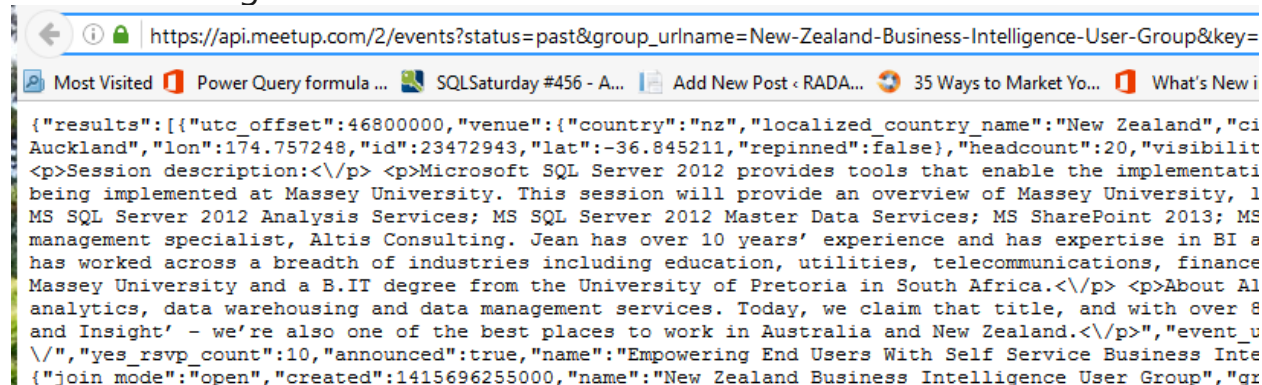 https://api.meetup.com/2/events?status=past&group_urlname=New-Zealand-Business-Intelligence-User-Group&key=
Most Visited Power Query formula ... SQLSaturday #456 - A... Add New Post ‹ RADA... 35 Ways to Market Yo... What's New i
{"results":[{"utc_offset":46800000,"venue":{"country":"nz","localized_country_name":"New Zealand","ci
Auckland","lon":174.757248,"id":23472943,"lat":-36.845211,"repinned":false},"headcount":20,"visibilit
<p>Session description:<\/p> <p>Microsoft SQL Server 2012 provides tools that enable the implementati
being implemented at Massey University. This session will provide an overview of Massey University, l
MS SQL Server 2012 Analysis Services; MS SQL Server 2012 Master Data Services; MS SharePoint 2013; MS
management specialist, Altis Consulting. Jean has over 10 years’ experience and has expertise in BI a
has worked across a breadth of industries including education, utilities, telecommunications, finance
Massey University and a B.IT degree from the University of Pretoria in South Africa.<\/p> <p>About Al
analytics, data warehousing and data management services. Today, we claim that title, and with over 8
and Insight’ – we’re also one of the best places to work in Australia and New Zealand.<\/p>","event_u
\/","yes_rsvp_count":10,"announced":true,"name":"Empowering End Users With Self Service Business Inte
{"join_mode":"open","created":1415696255000,"name":"New Zealand Business Intelligence User Group","gr